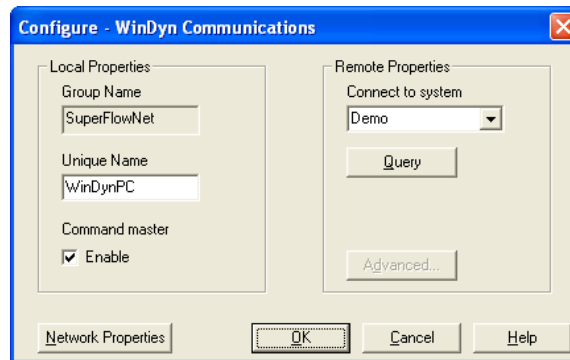 Configure - WinDyn Communications
Local Properties
Group Name
SuperFlowNet
Unique Name
WinDynPC
Command master
Enable
Remote Properties
Connect to system
Demo
Query
Advanced...
Network Properties
OK
Cancel
Help